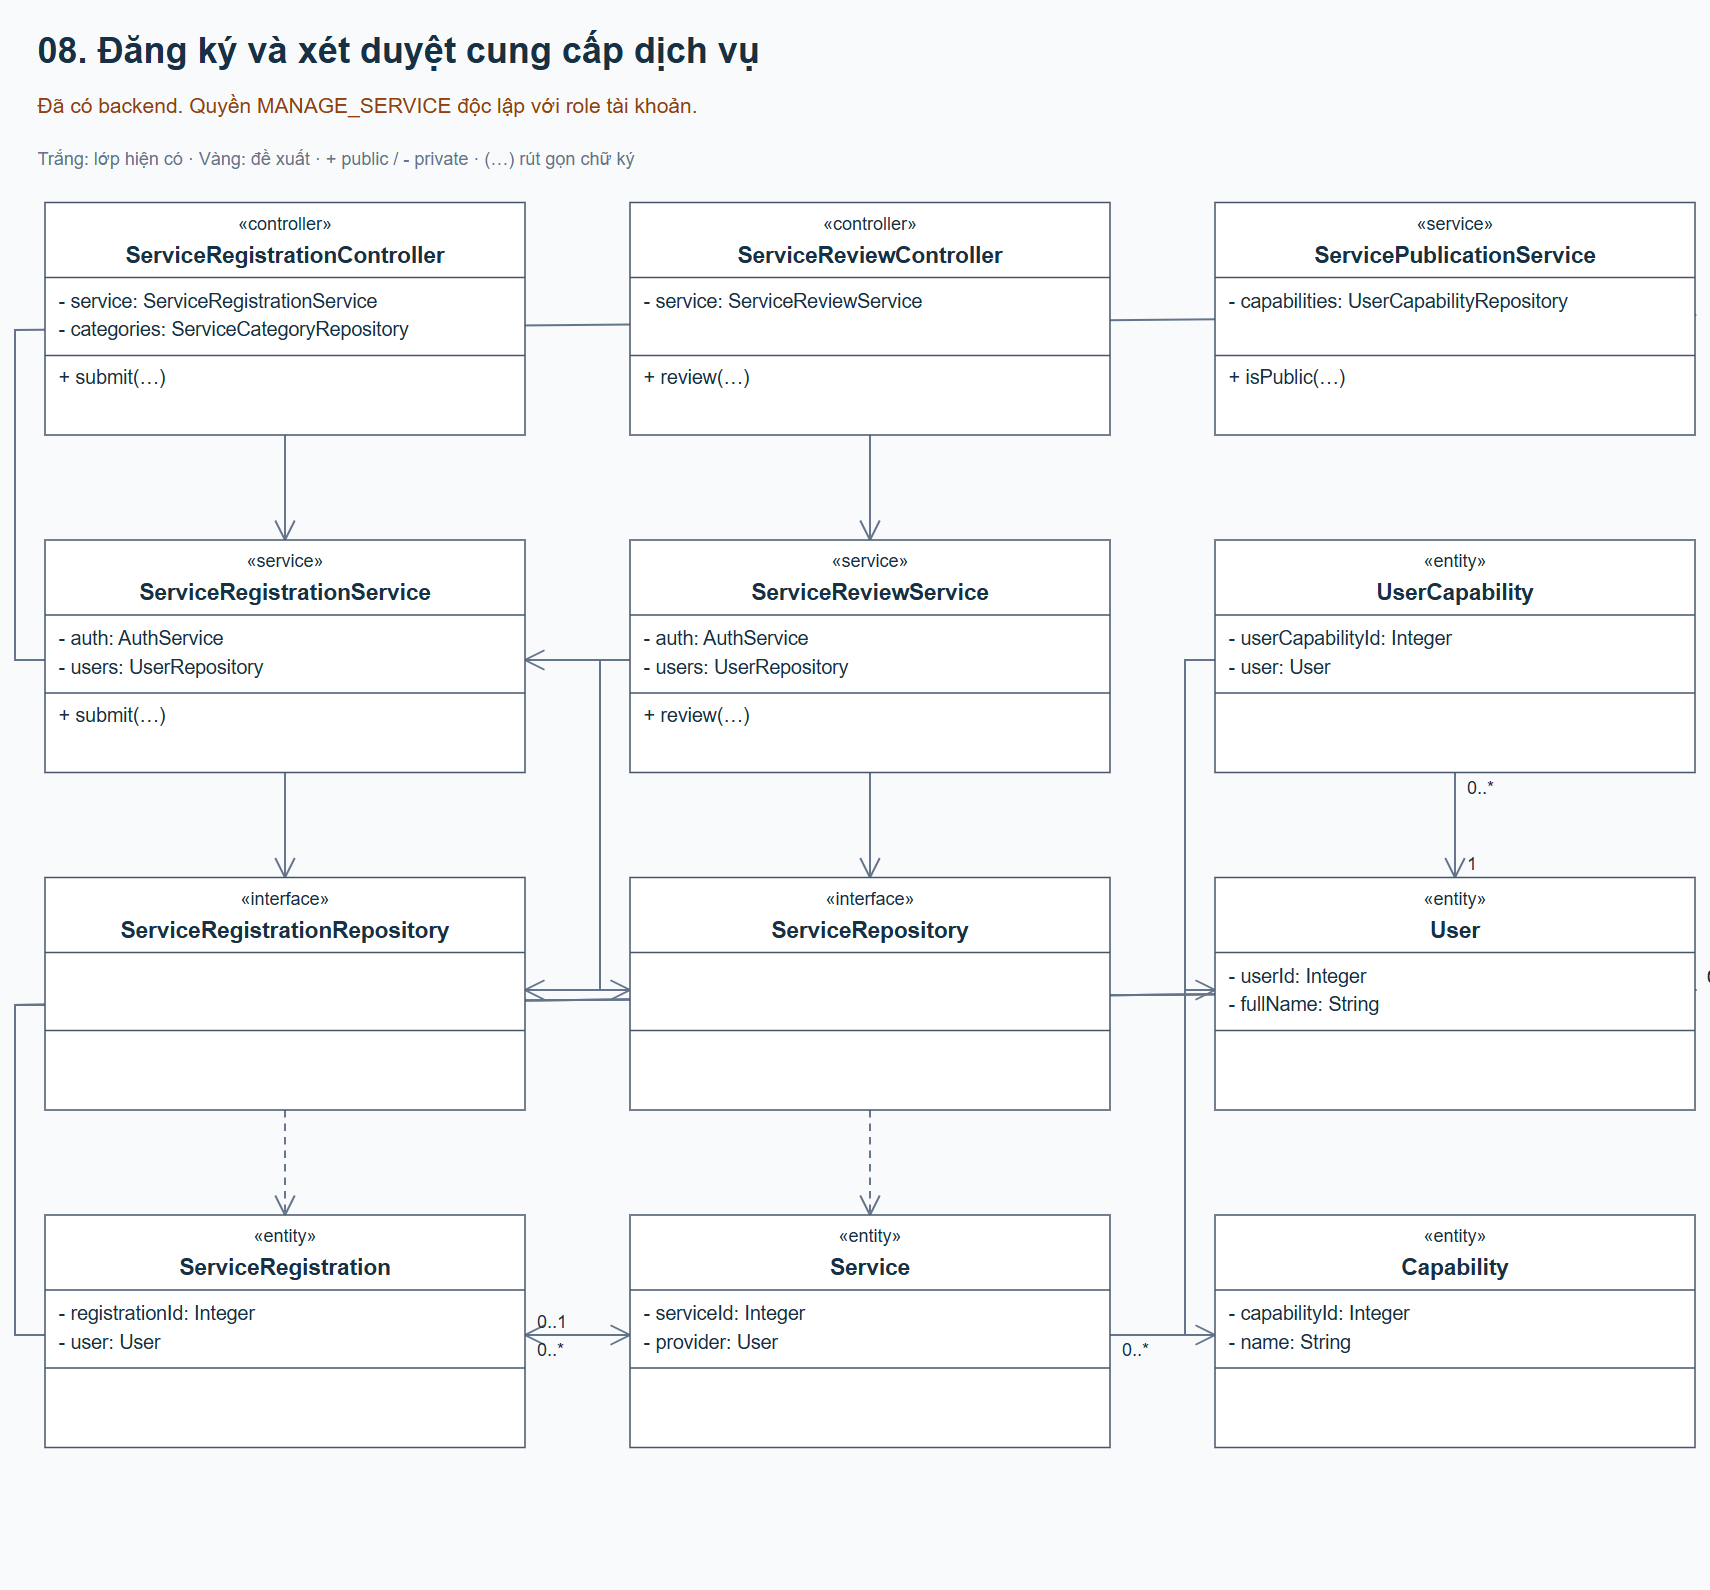 08. Đăng ký và xét duyệt cung cấp dịch vụ
Đã có backend. Quyền MANAGE_SERVICE độc lập với role tài khoản.
Trắng: lớp hiện có · Vàng: đề xuất · + public / - private · (…) rút gọn chữ ký
«controller»
ServiceRegistrationController
- service: ServiceRegistrationService
- categories: ServiceCategoryRepository
+ submit(…)
«controller»
ServiceReviewController
- service: ServiceReviewService
+ review(…)
«service»
ServicePublicationService
- capabilities: UserCapabilityRepository
+ isPublic(…)
«service»
ServiceRegistrationService
- auth: AuthService
- users: UserRepository
+ submit(…)
«service»
ServiceReviewService
- auth: AuthService
- users: UserRepository
+ review(…)
«entity»
UserCapability
- userCapabilityId: Integer
- user: User
0..*
1
«interface»
ServiceRegistrationRepository
«interface»
ServiceRepository
«entity»
User
- userId: Integer
- fullName: String
«entity»
ServiceRegistration
- registrationId: Integer
- user: User
0..1
0..*
«entity»
Service
- serviceId: Integer
- provider: User
0..*
«entity»
Capability
- capabilityId: Integer
- name: String